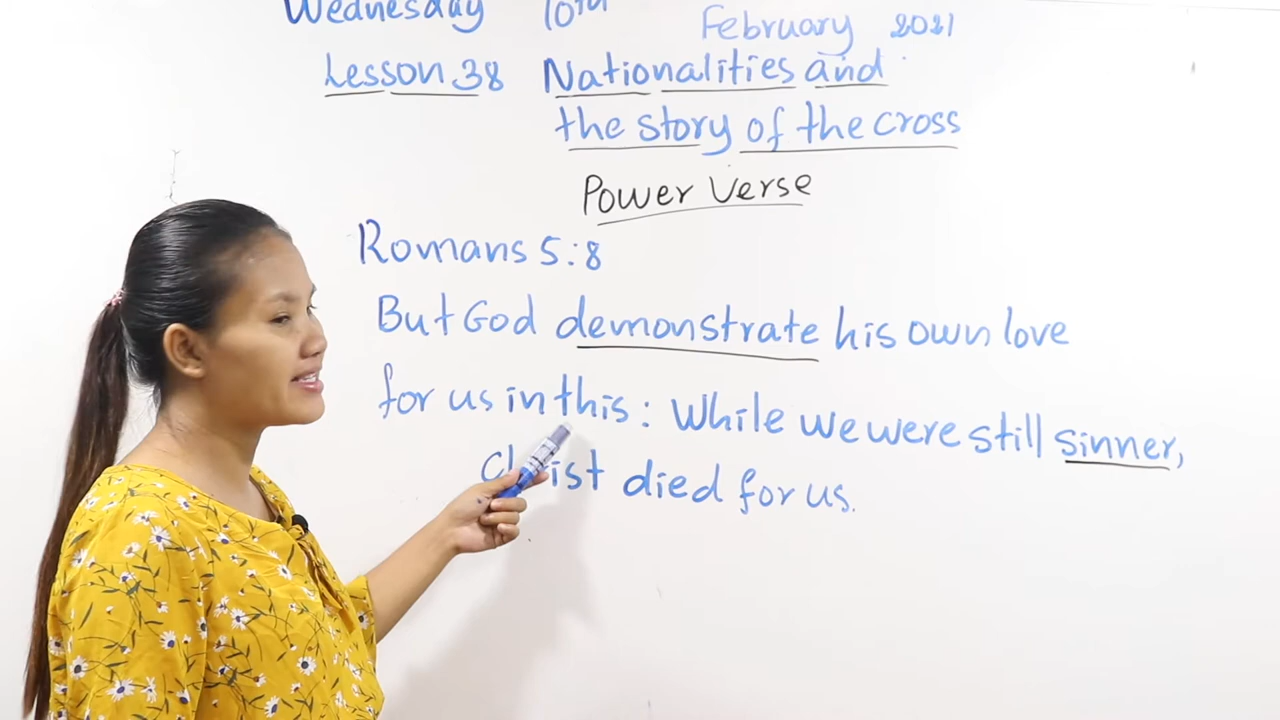 Wednesday 10th February 2021
Lesson 38 Nationalities and
the story of the cross
Power Verse
Romans 5:8
But God demonstrate his own love
for us in this: While we were still sinner,
Christ died for us.